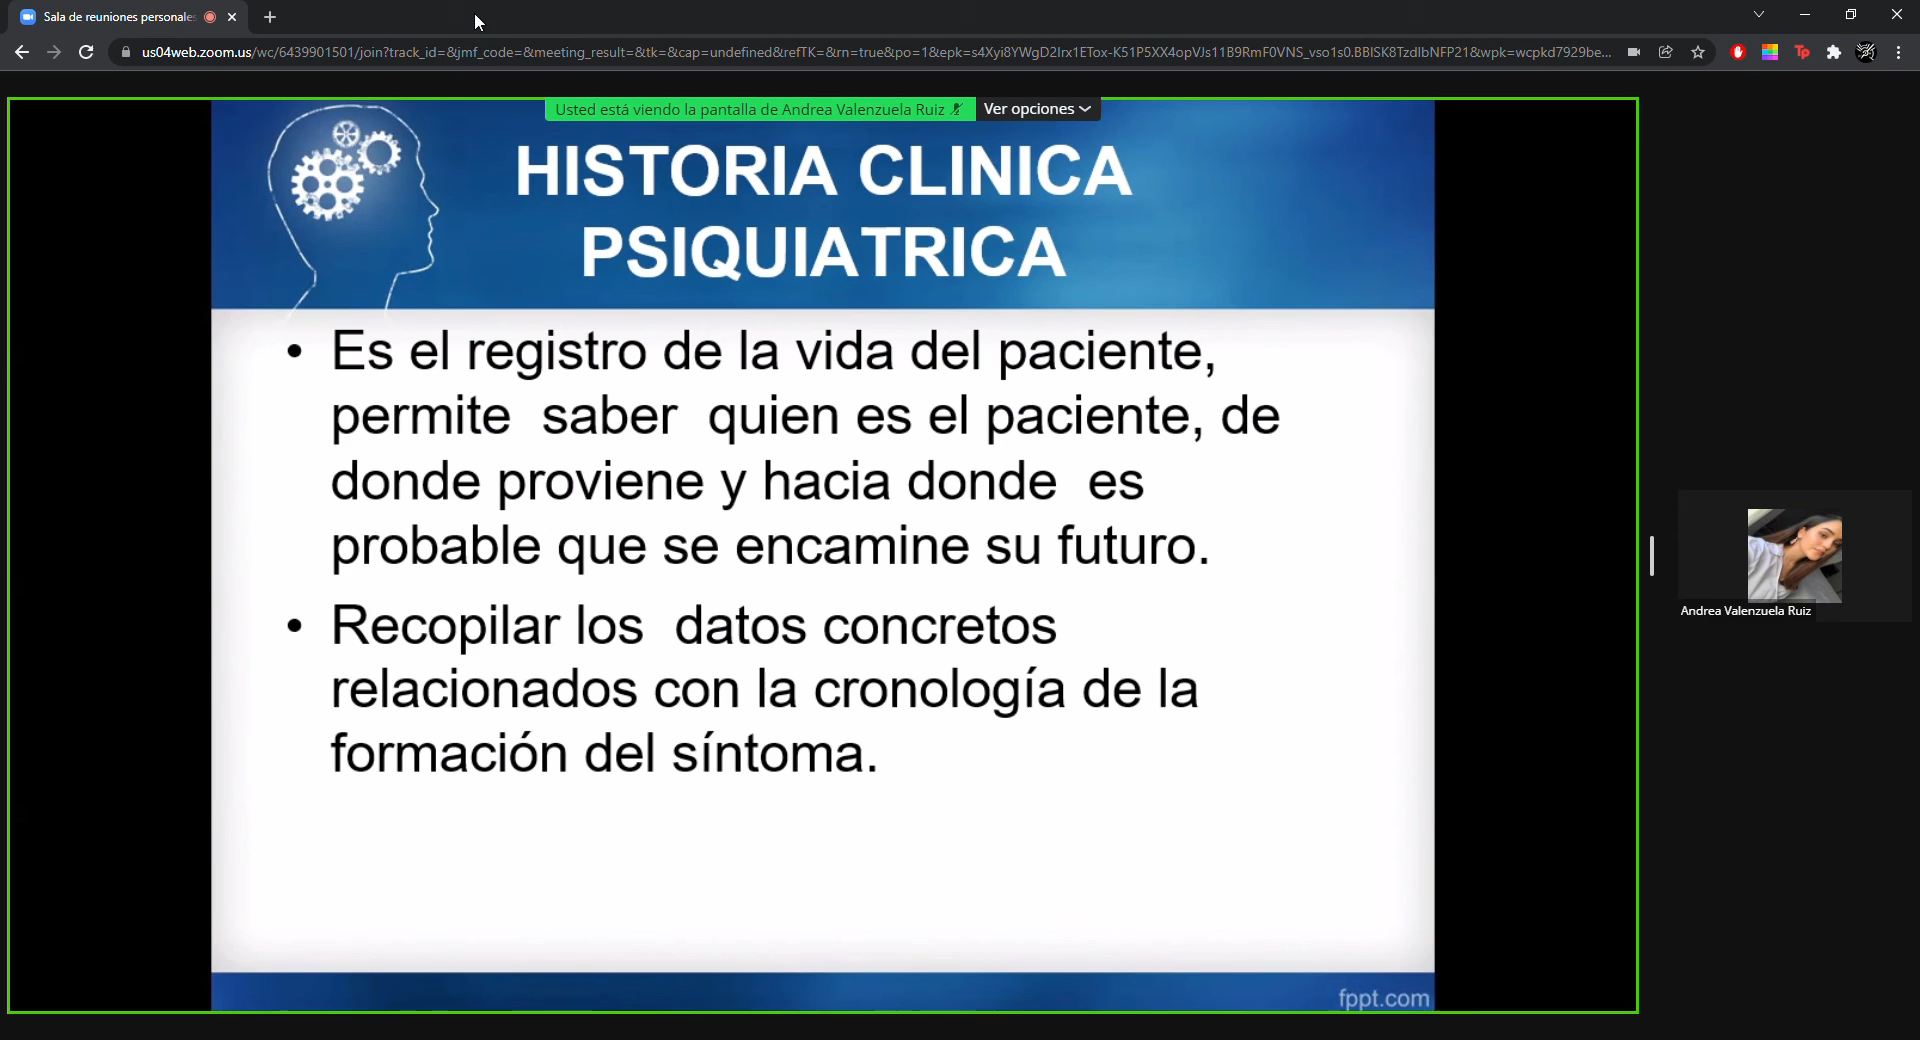 Sala de reuniones personales
us04web.zoom.us/wc/6439901501/join?track_id=&jmf_code=&meeting_result=&tk=&cap=undefined&refTK=&rn=true&po=1&epk=s4Xyi8YWgD2Irx1ETox-K51P5XX4opVJs11B9RmF0VNS_vso1s0.BBISK8TzdlbNFP21&wpk=wcpkd7929be...
Tp
Usted está viendo la pantalla de Andrea Valenzuela Ruiz
Ver opciones
HISTORIA CLINICA
PSIQUIATRICA
• Es el registro de la vida del paciente,
permite saber quien es el paciente, de
donde proviene y hacia donde es
probable que se encamine su futuro.
• Recopilar los datos concretos
relacionados con la cronología de la
formación del síntoma.
Andrea Valenzuela Ruiz
fppt.com